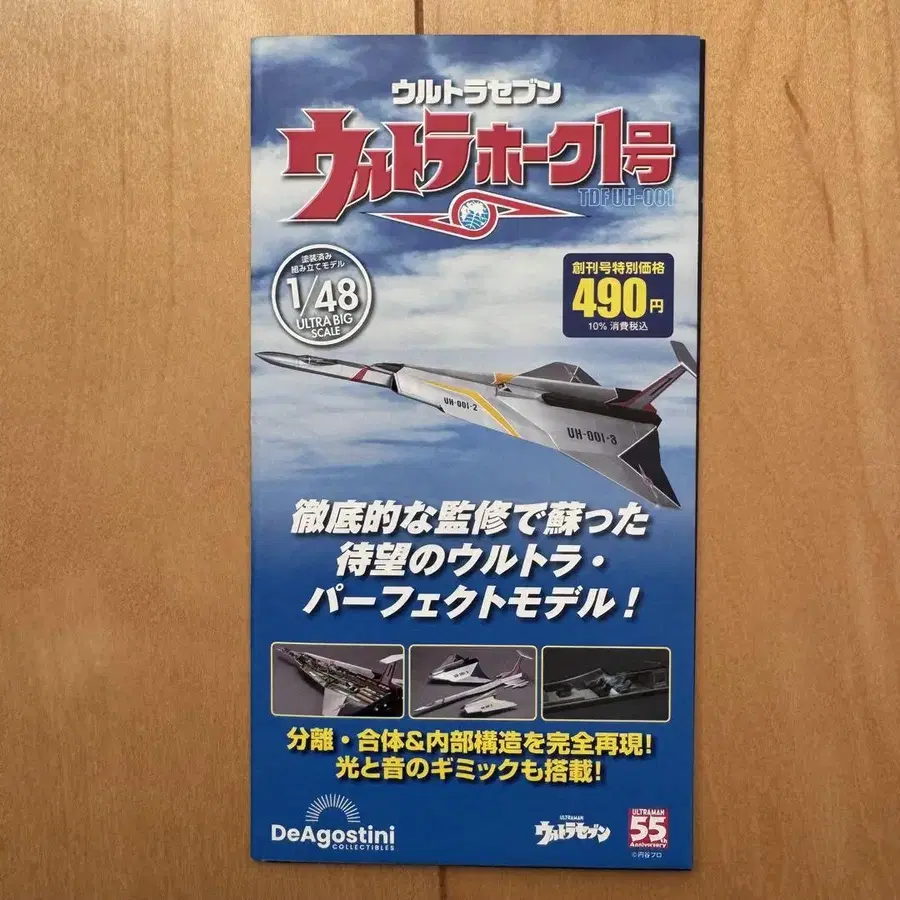 ウルトラセブン
ウルトラホーク1号
TDF UH-001
塗装済み
組み立てモデル
1/48
ULTRA BIG
SCALE
創刊号特別価格
490円
10% 消費税込
UH-001-2
UH-001-3
徹底的な監修で蘇った
待望のウルトラ・
パーフェクトモデル!
分離・合体&内部構造を完全再現!
光と音のギミックも搭載!
DeAgostini
COLLECTIBLES
ULTRAMAN
ウルトラセブン
ULTRAMAN
55th
Anniversary
©円谷プロ